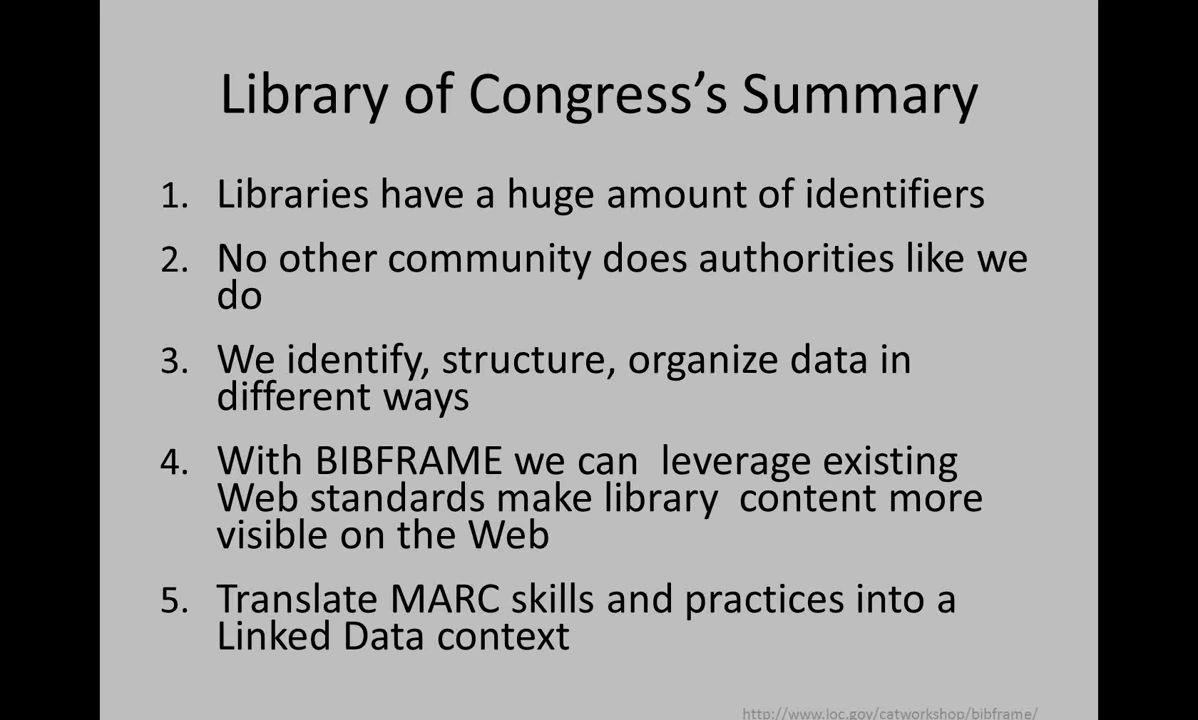 Library of Congress’s Summary
1. Libraries have a huge amount of identifiers
2. No other community does authorities like we
do
3. We identify, structure, organize data in
different ways
4. With BIBFRAME we can  leverage existing
Web standards make library  content more
visible on the Web
5. Translate MARC skills and practices into a
Linked Data context
http://www.loc.gov/catworkshop/bibframe/